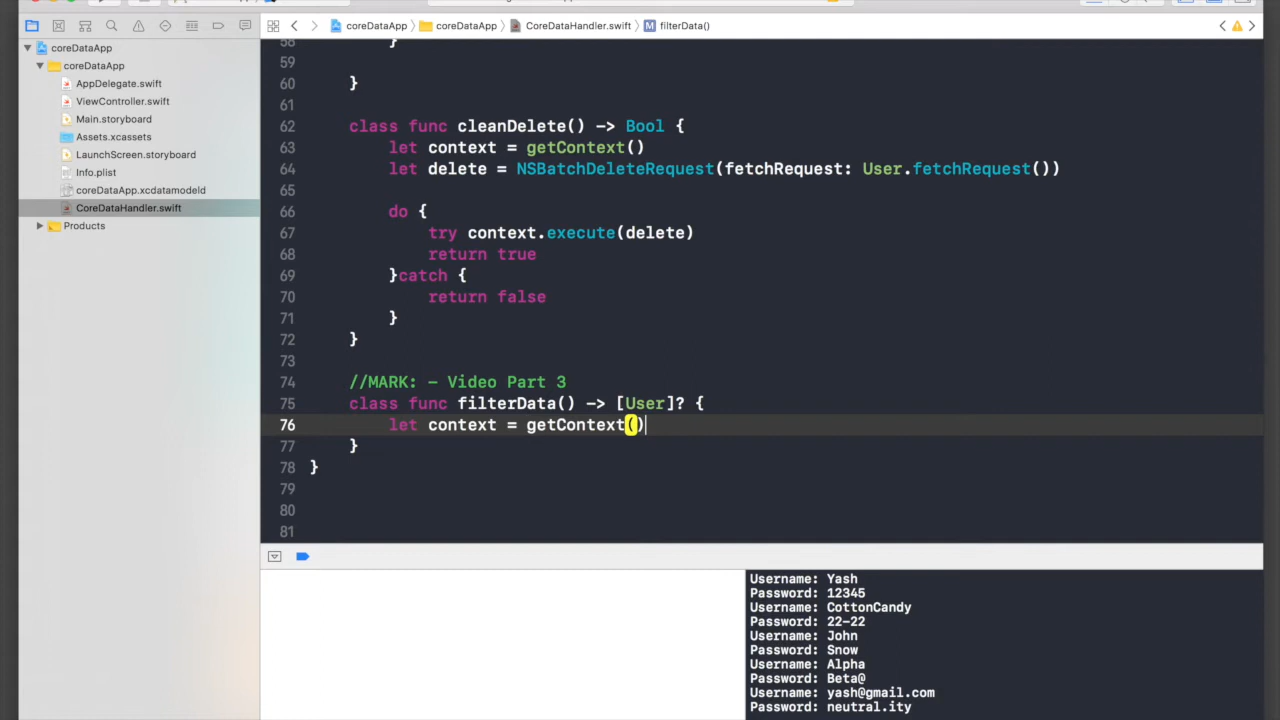 coreDataApp
coreDataApp
CoreDataHandler.swift
M filterData()
coreDataApp
coreDataApp
AppDelegate.swift
ViewController.swift
Main.storyboard
Assets.xcassets
LaunchScreen.storyboard
Info.plist
coreDataApp.xcdatamodeld
CoreDataHandler.swift
Products
58 }
59
60 }
61
62 class func cleanDelete() -> Bool {
63 let context = getContext()
64 let delete = NSBatchDeleteRequest(fetchRequest: User.fetchRequest())
65
66 do {
67 try context.execute(delete)
68 return true
69 }catch {
70 return false
71 }
72 }
73
74 //MARK: - Video Part 3
75 class func filterData() -> [User]? {
76 let context = getContext()
77 }
78 }
79
80
81
Username: Yash
Password: 12345
Username: CottonCandy
Password: 22-22
Username: John
Password: Snow
Username: Alpha
Password: Beta@
Username: yash@gmail.com
Password: neutral.ity